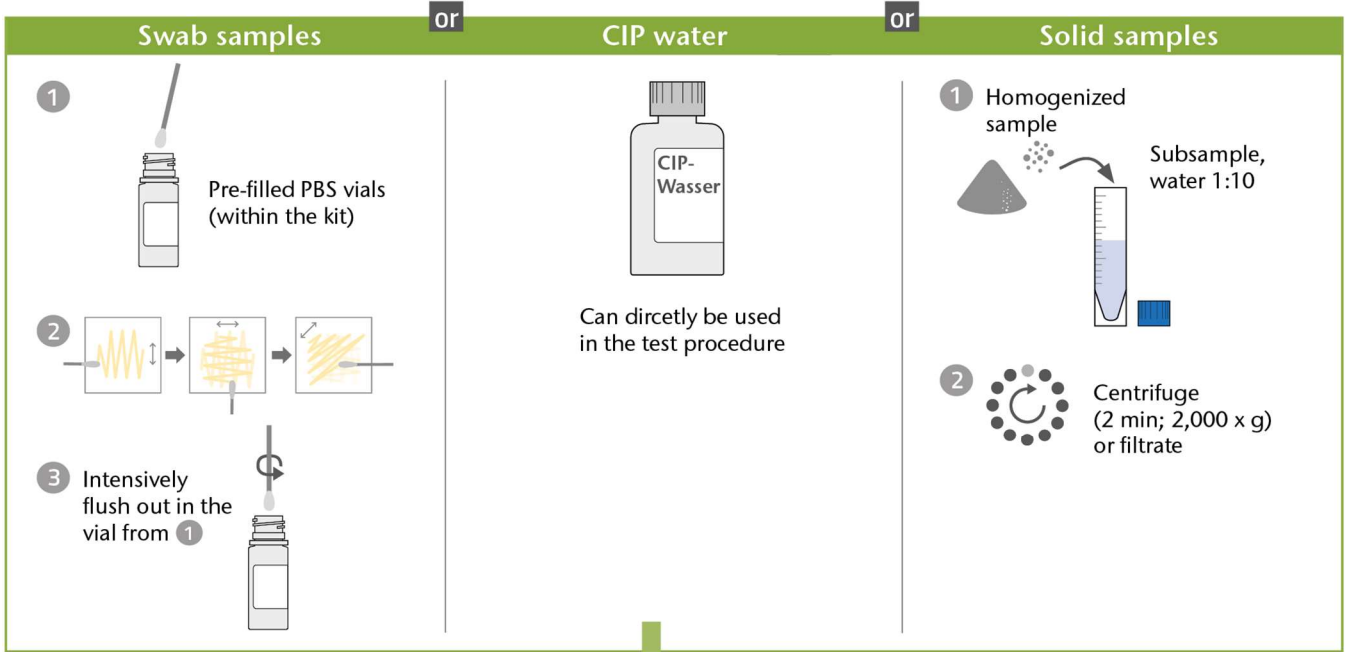 or
or
Swab samples
CIP water
Solid samples
1
Pre-filled PBS vials
(within the kit)
2
3 Intensively
flush out in the
vial from 1
CIP-
Wasser
Can dircetly be used
in the test procedure
1 Homogenized
sample
Subsample,
water 1:10
2
Centrifuge
(2 min; 2,000 x g)
or filtrate